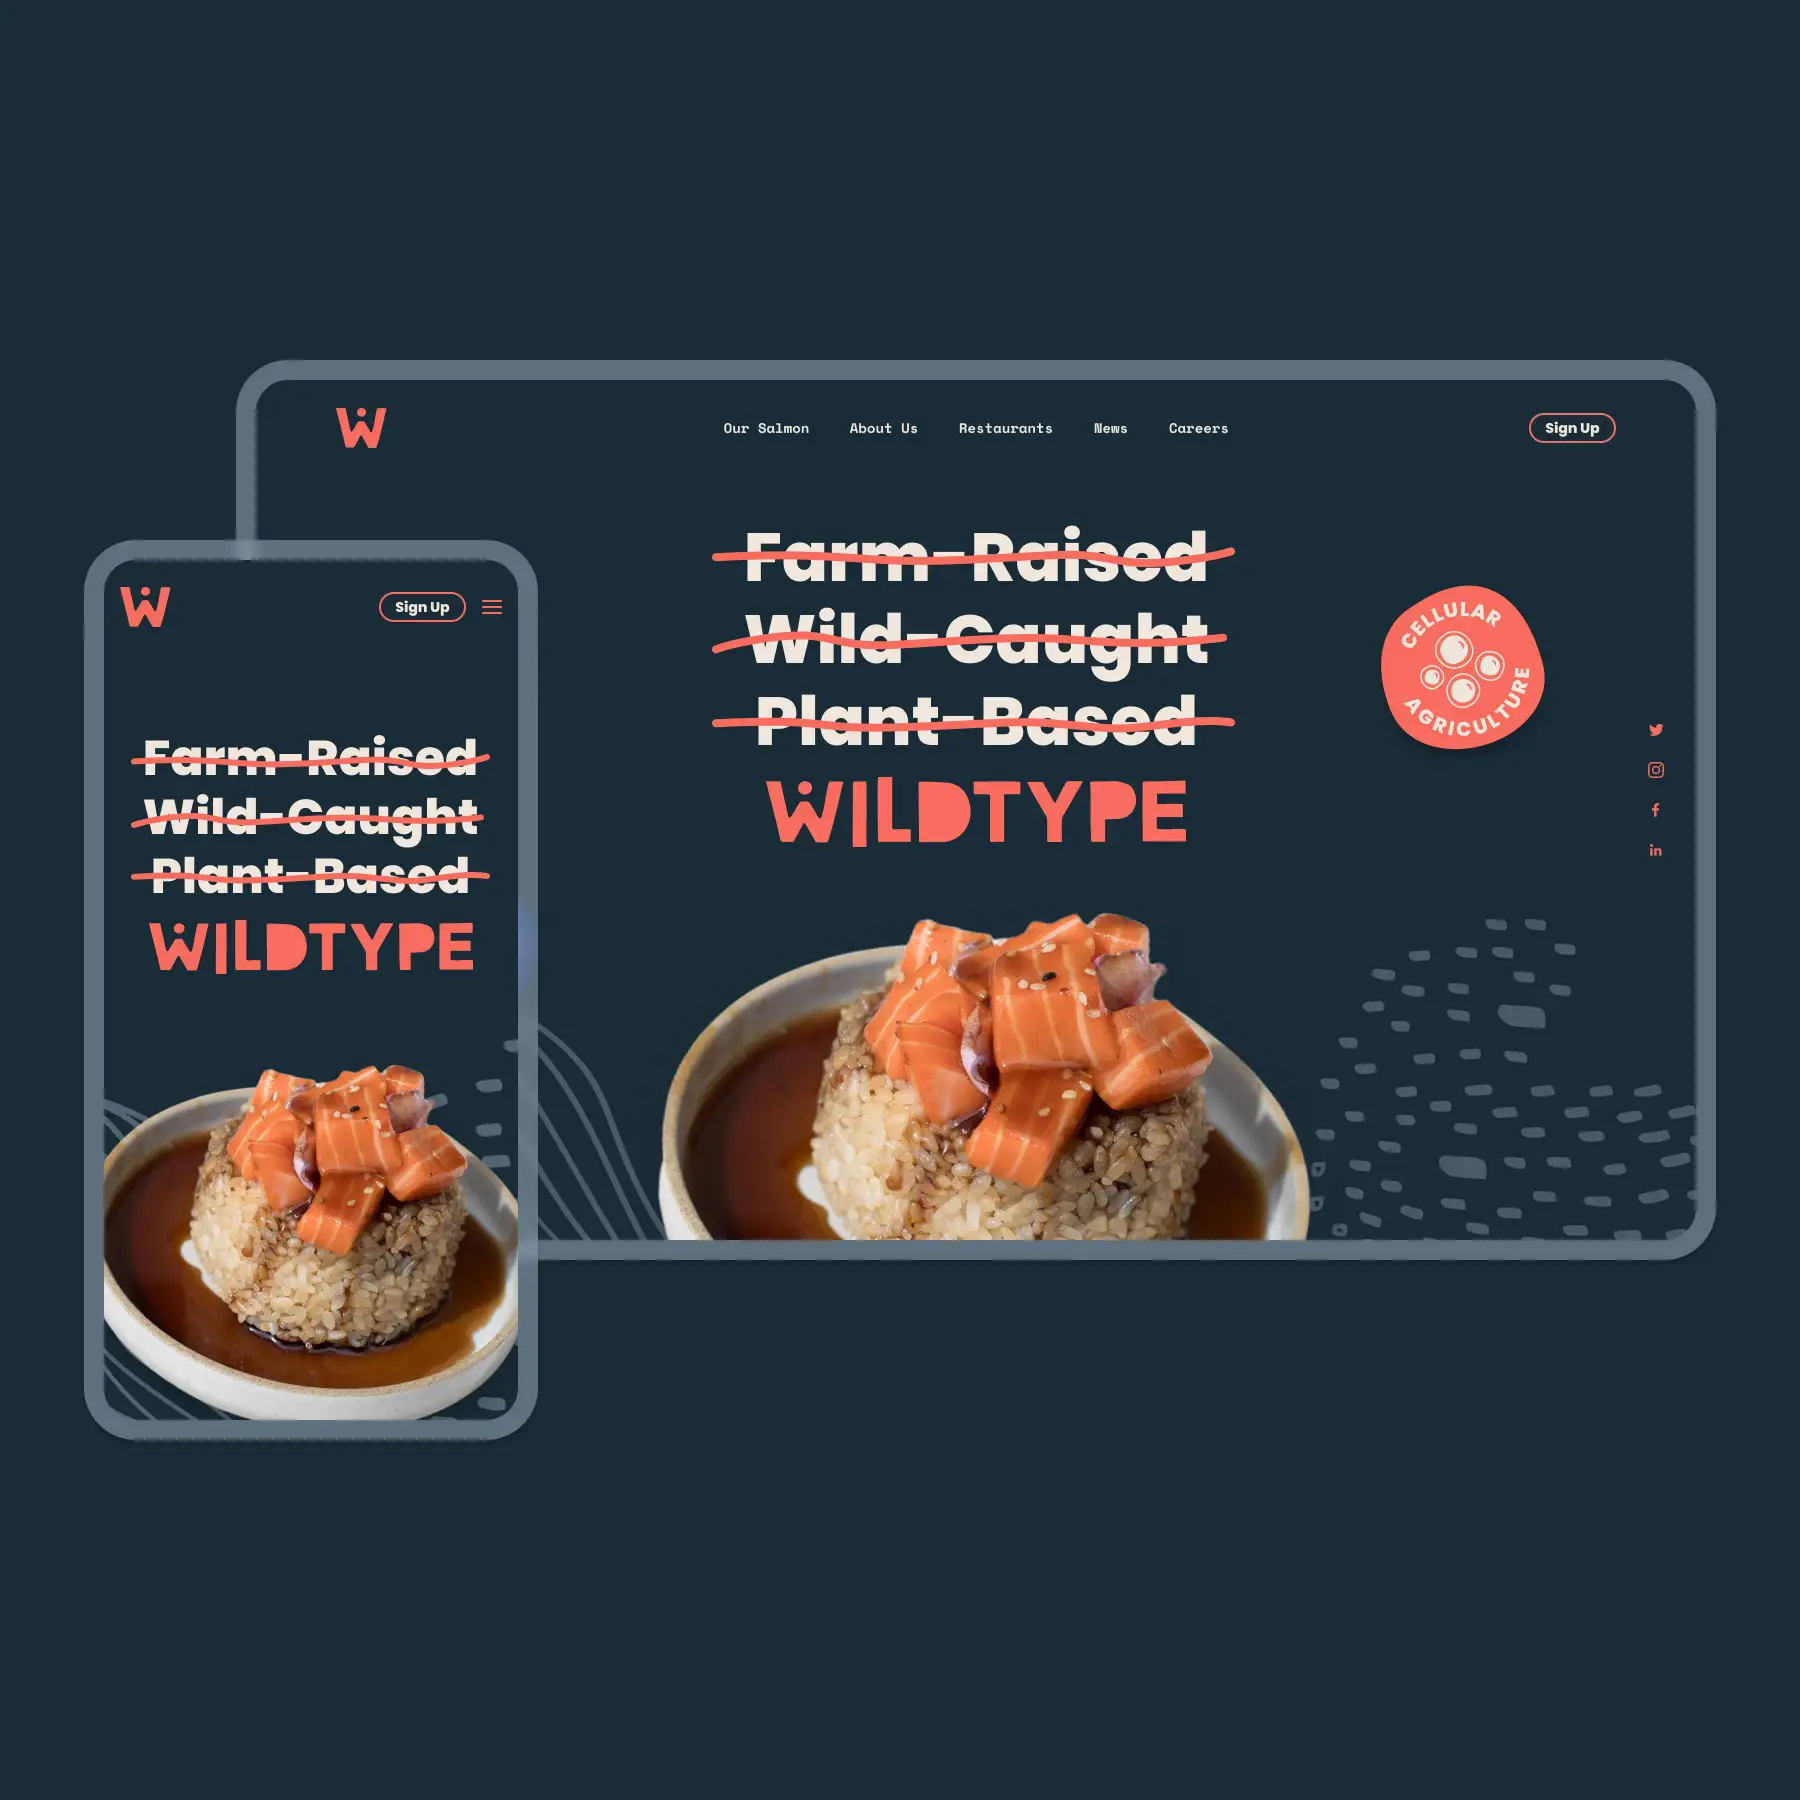 W
Our Salmon About Us Restaurants News Careers
Sign Up
Farm-Raised
Wild-Caught
Plant-Based
WILDTYPE
CELLULAR
AGRICULTURE
f
in
W
Sign Up
Farm-Raised
Wild-Caught
Plant-Based
WILDTYPE